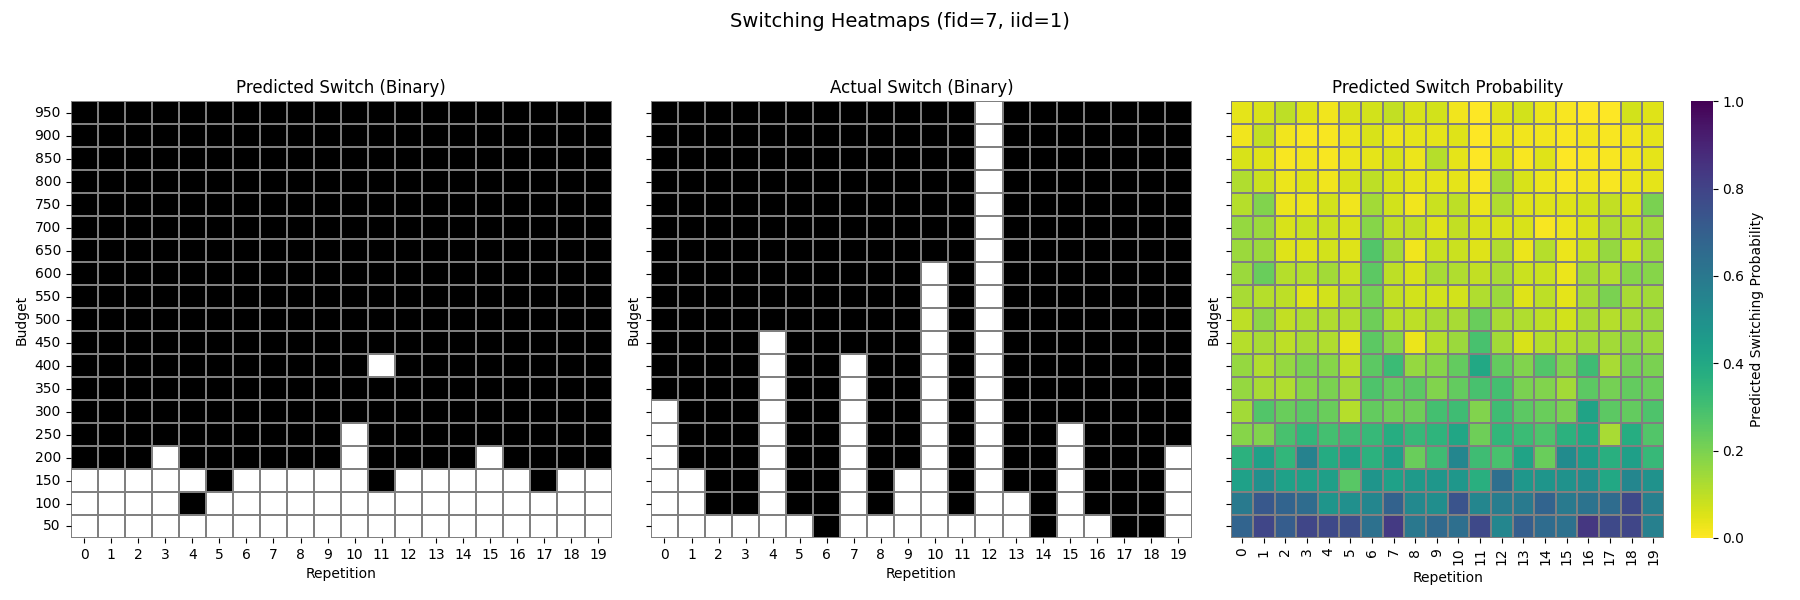 Switching Heatmaps (fid=7, iid=1)
Predicted Switch (Binary)
Budget
950
900
850
800
750
700
650
600
550
500
450
400
350
300
250
200
150
100
50
0 1 2 3 4 5 6 7 8 9 10 11 12 13 14 15 16 17 18 19
Repetition
Actual Switch (Binary)
Budget
0 1 2 3 4 5 6 7 8 9 10 11 12 13 14 15 16 17 18 19
Repetition
Predicted Switch Probability
Budget
0 1 2 3 4 5 6 7 8 9 10 11 12 13 14 15 16 17 18 19
Repetition
1.0
0.8
0.6
0.4
0.2
0.0
Predicted Switching Probability